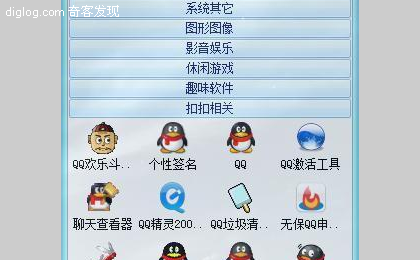 diglog.com 奇客发现
系统其它
图形图像
影音娱乐
休闲游戏
趣味软件
扣扣相关
QQ欢乐斗.. 个性签名 QQ QQ激活工具
聊天查看器 QQ精灵200.. QQ垃圾清.. 无保QQ申..